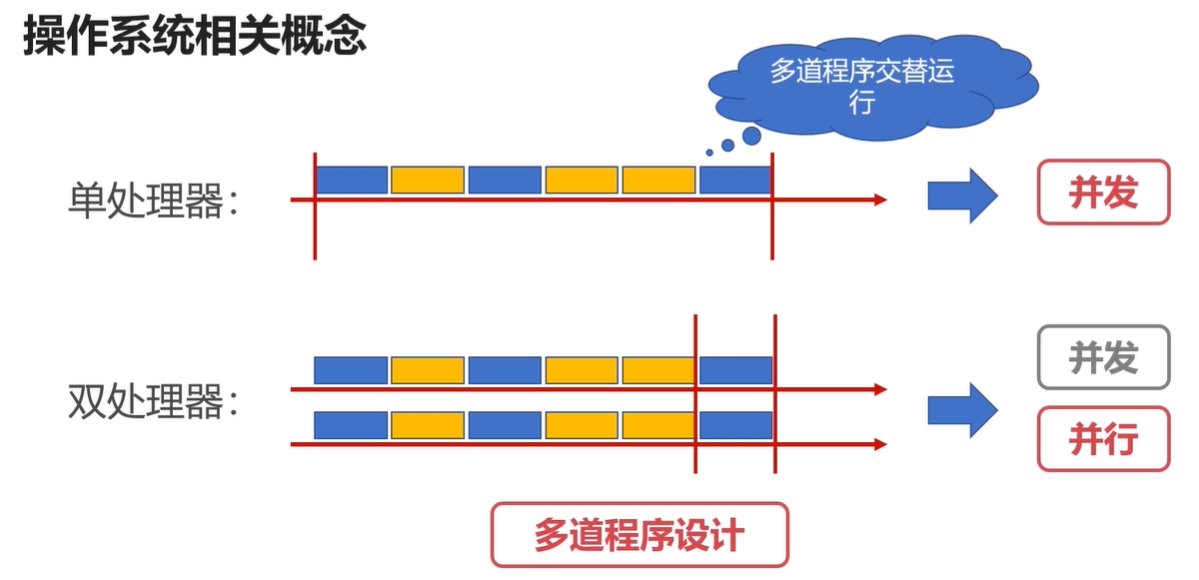 操作系统相关概念
多道程序交替运
行
单处理器：
并发
双处理器：
并发
并行
多道程序设计